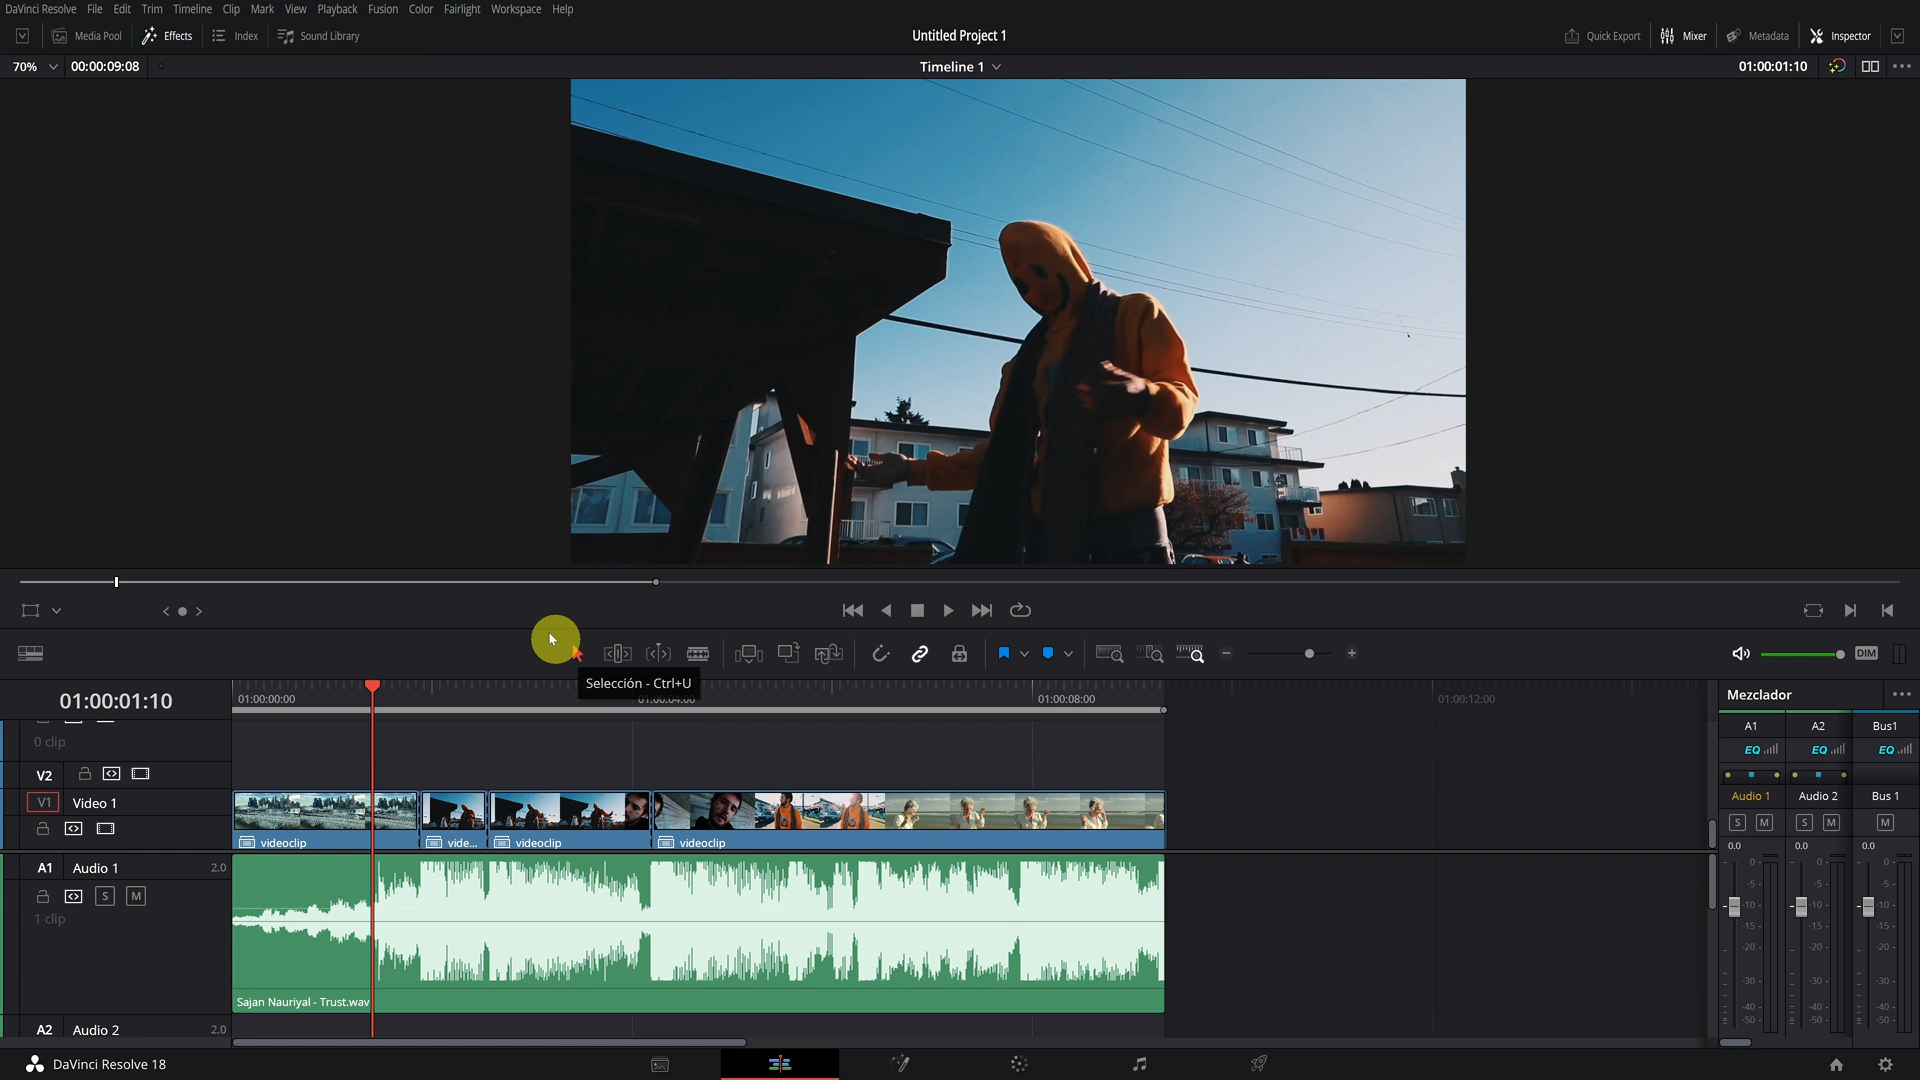 DaVinci Resolve File Edit Trim Timeline Clip Mark View Playback Fusion Color Fairlight Workspace Help
Media Pool Effects Index Sound Library Untitled Project 1 Quick Export Mixer Metadata Inspector
70% 00:00:09:08 Timeline 1 01:00:01:10
DIM
Selección - Ctrl+U
01:00:01:10 01:00:00:00 01:00:04:00 01:00:08:00 01:00:12:00 Mezclador
A1 A2 Bus1
0 clip
EQ EQ EQ
V2
V1 Video 1 Audio 1 Audio 2 Bus 1
S M S M M
videoclip vide... videoclip videoclip
0.0 0.0 0.0
A1 Audio 1 2.0
0 0 0
-5 -5 -5
S M
-10 -10 -10
1 clip
-15 -15 -15
-20 -20 -20
-30 -30 -30
Sajan Nauriyal - Trust.wav
-40 -40 -40
-50 -50 -50
A2 Audio 2 2.0
DaVinci Resolve 18